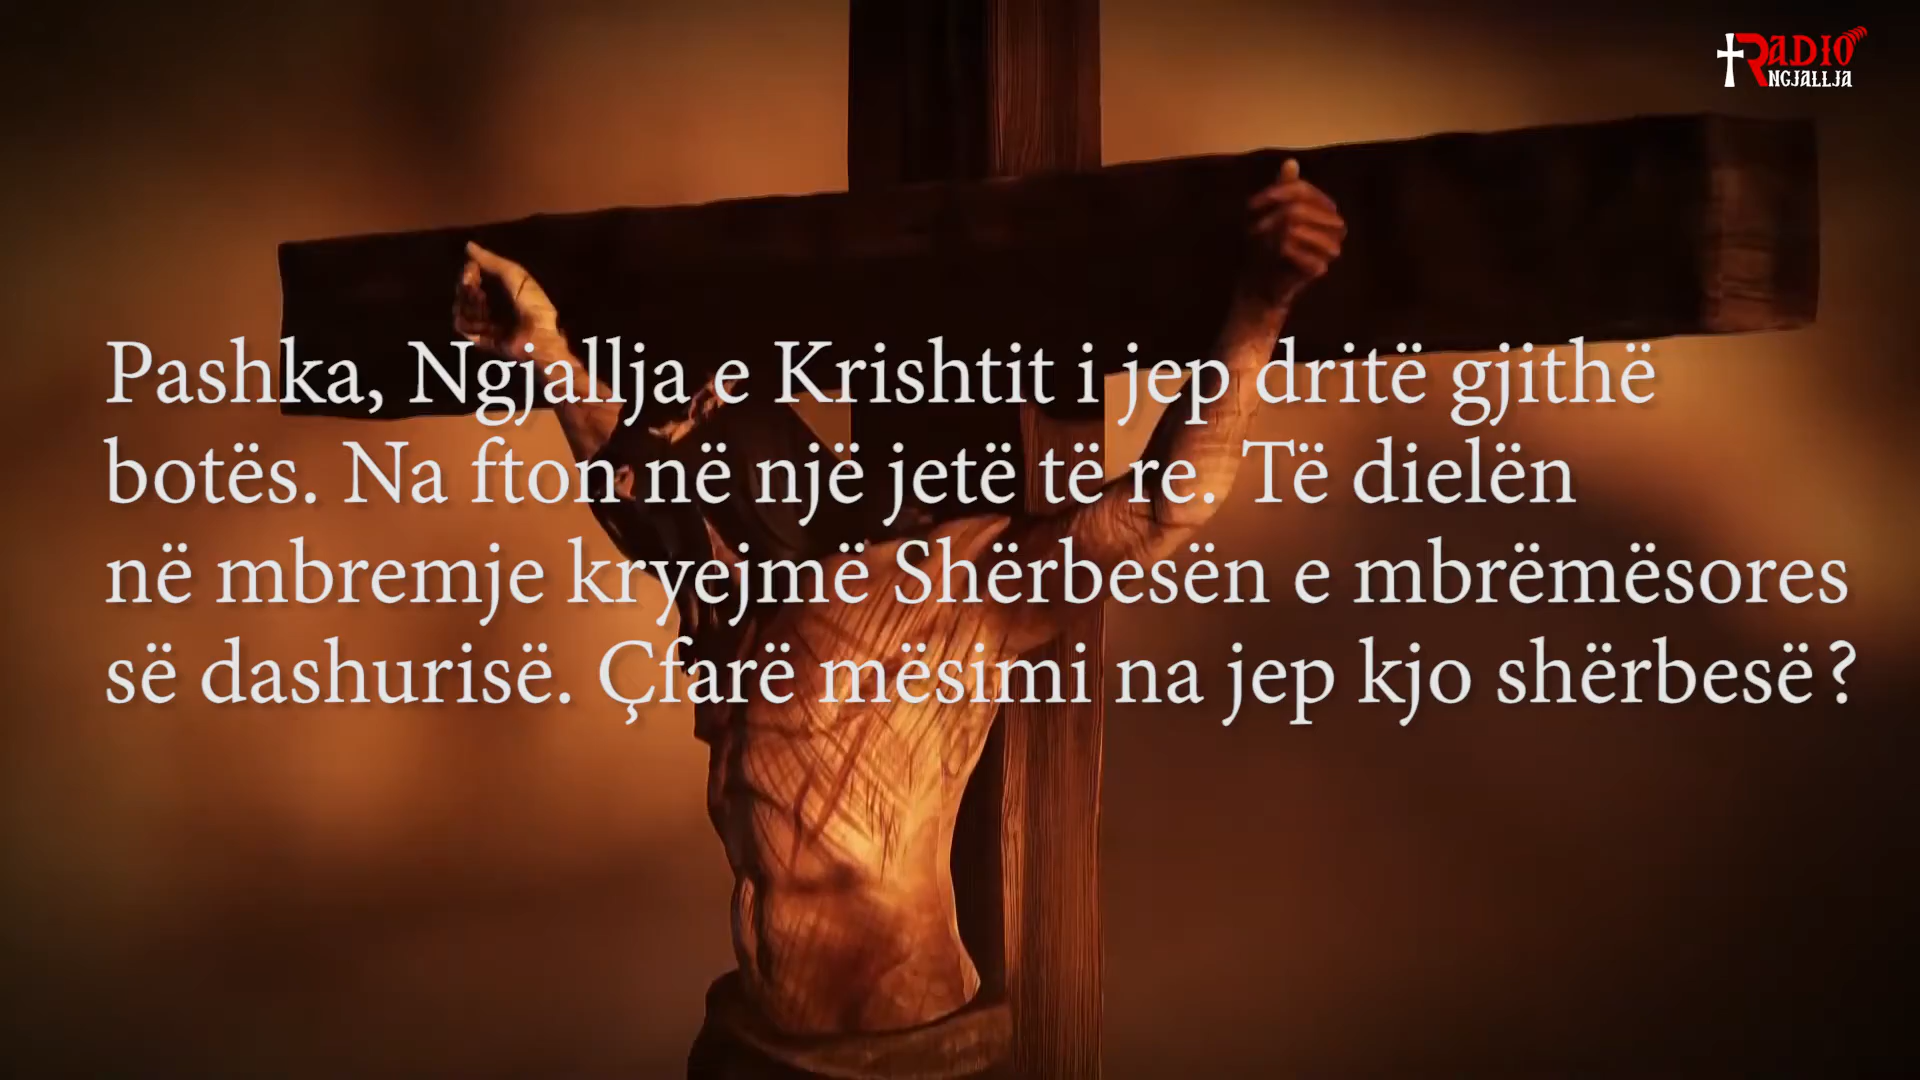 RADIO
NGJALLJA
Pashka, Ngjallja e Krishtit i jep dritë gjithë
botës. Na fton në një jetë të re. Të dielën
në mbremje kryejmë Shërbesën e mbrëmësores
së dashurisë. Çfarë mësimi na jep kjo shërbesë?